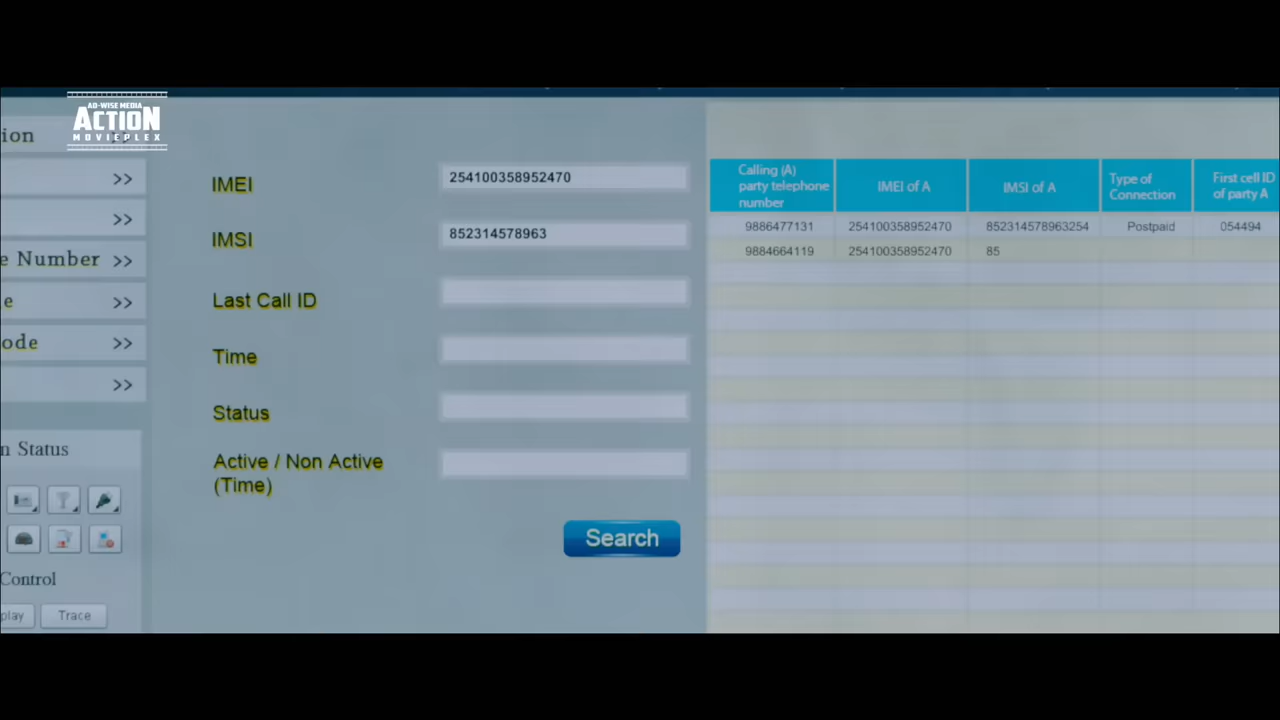 AD-WISE MEDIA
ACTION
MOVIEPLEX
ion
>>
>>
e Number >>
e >>
ode >>
>>
n Status
Control
play
Trace
IMEI 254100358952470
IMSI 852314578963
Last Call ID
Time
Status
Active / Non Active
(Time)
Search
Calling (A)
party telephone
number
IMEI of A
IMSI of A
Type of
Connection
First cell ID
of party A
9886477131 254100358952470 852314578963254 Postpaid 054494
9884664119 254100358952470 85